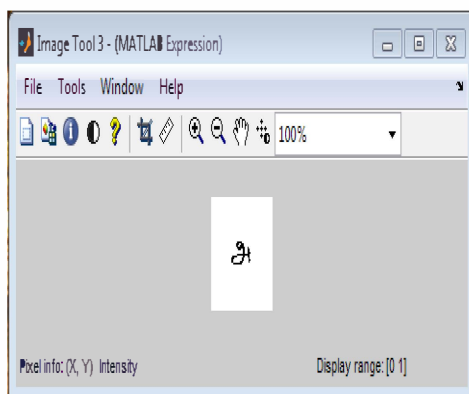 Image Tool 3 - (MATLAB Expression)
File Tools Window Help
100%
அ
Pixel info: (X, Y) Intensity Display range: [0 1]